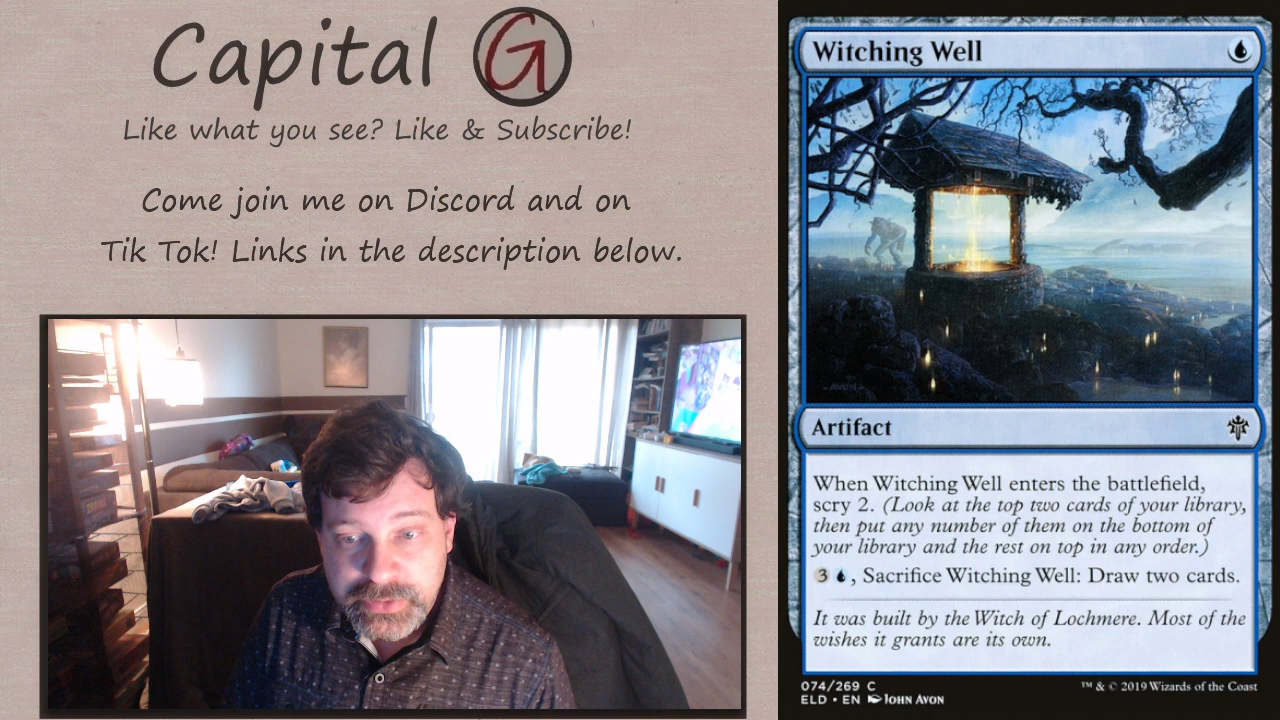 Capital G
Like what you see? Like & Subscribe!
Come join me on Discord and on
Tik Tok! Links in the description below.
Witching Well
Artifact
When Witching Well enters the battlefield,
scry 2. (Look at the top two cards of your library,
then put any number of them on the bottom of
your library and the rest on top in any order.)
3 , Sacrifice Witching Well: Draw two cards.
It was built by the Witch of Lochmere. Most of the
wishes it grants are its own.
074/269 C
ELD • EN John Avon
™ & © 2019 Wizards of the Coast